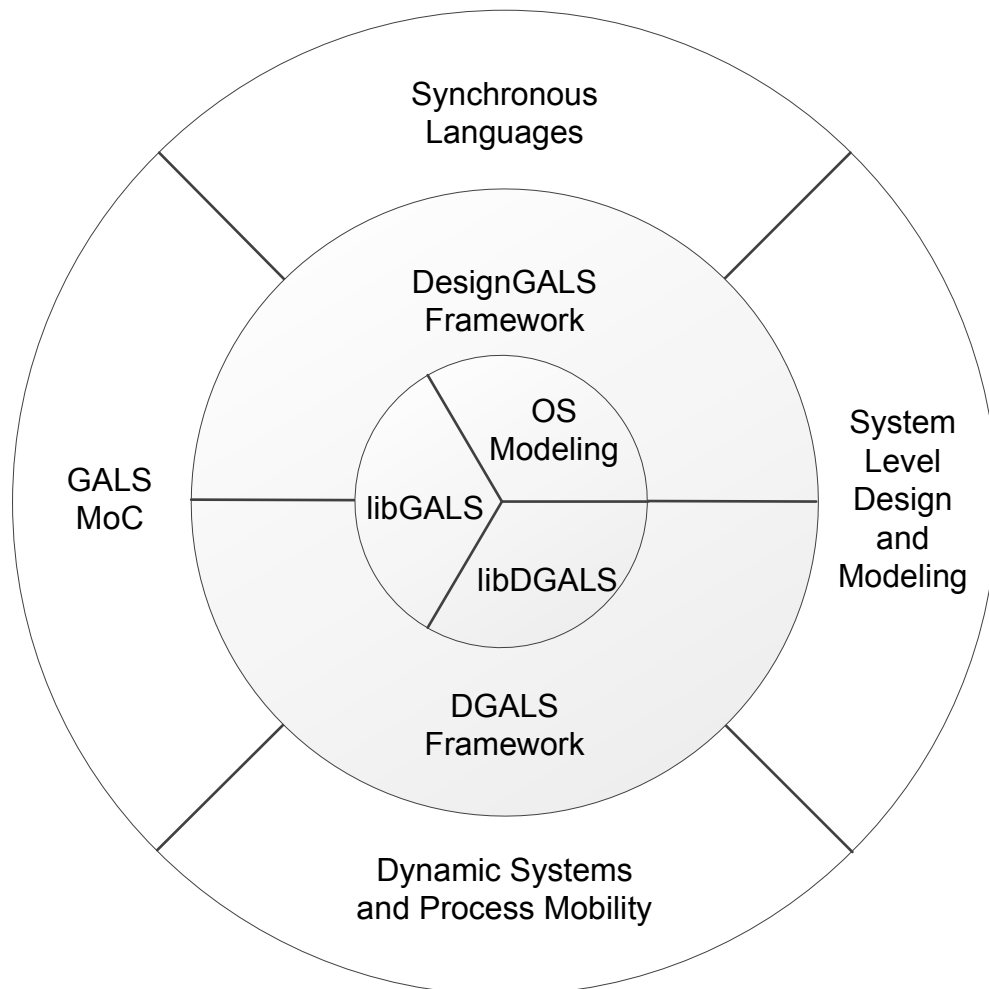 Synchronous
Languages
DesignGALS
Framework
OS
Modeling
System
Level
Design
and
Modeling
GALS
MoC
libGALS
libDGALS
DGALS
Framework
Dynamic Systems
and Process Mobility